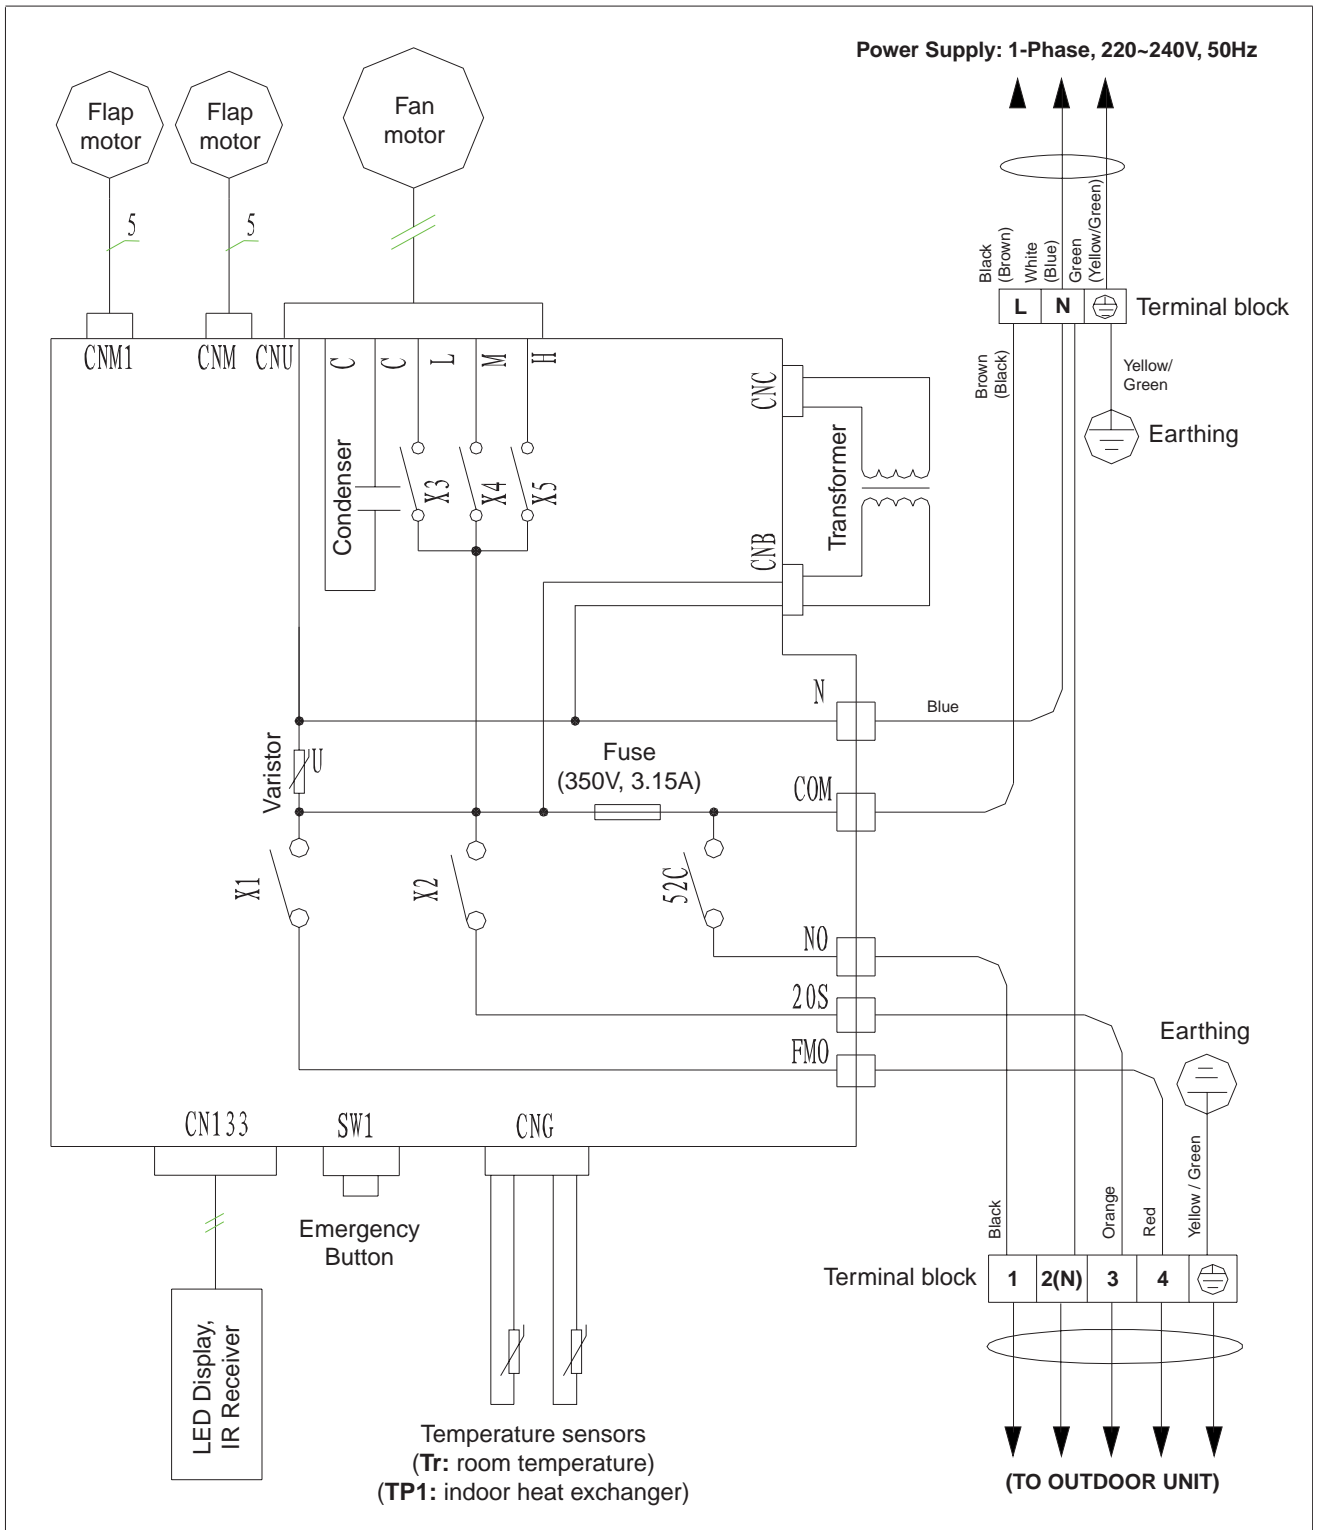 Power Supply: 1-Phase, 220~240V, 50Hz
Flap
motor
Flap
motor
Fan
motor
5
5
Black
(Brown)
White
(Blue)
Green
(Yellow/Green)
L
N
Terminal block
CNM1
CNM
CNU
C
C
L
M
H
CNC
Brown
(Black)
Yellow/
Green
Earthing
Condenser
X3
X4
X5
Transformer
CNB
N
Blue
Varistor
U
Fuse
(350V, 3.15A)
COM
X1
X2
52C
NO
20S
FMO
Earthing
CN133
SW1
CNG
Emergency
Button
Black
Orange
Red
Yellow / Green
Terminal block
1
2(N)
3
4
LED Display,
IR Receiver
Temperature sensors
(Tr: room temperature)
(TP1: indoor heat exchanger)
(TO OUTDOOR UNIT)